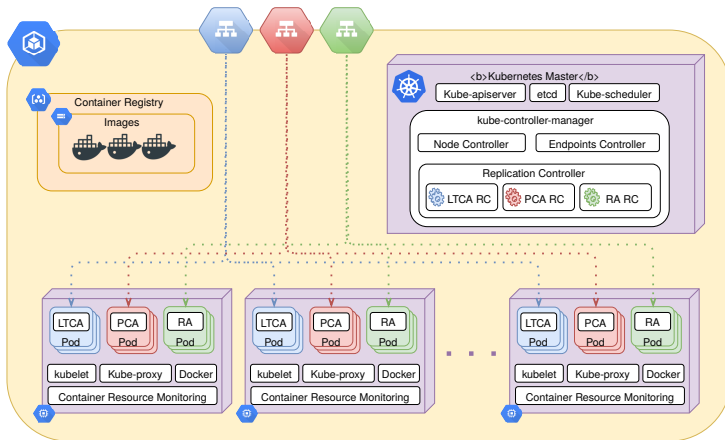 <b>Kubernetes Master</b>
Kube-apiserver etcd Kube-scheduler
kube-controller-manager
Node Controller Endpoints Controller
Replication Controller
LTCA RC PCA RC RA RC
Container Registry
Images
LTCA PCA RA
Pod Pod Pod
kubelet Kube-proxy Docker
Container Resource Monitoring
LTCA PCA RA
Pod Pod Pod
kubelet Kube-proxy Docker
Container Resource Monitoring
LTCA PCA RA
Pod Pod Pod
kubelet Kube-proxy Docker
Container Resource Monitoring